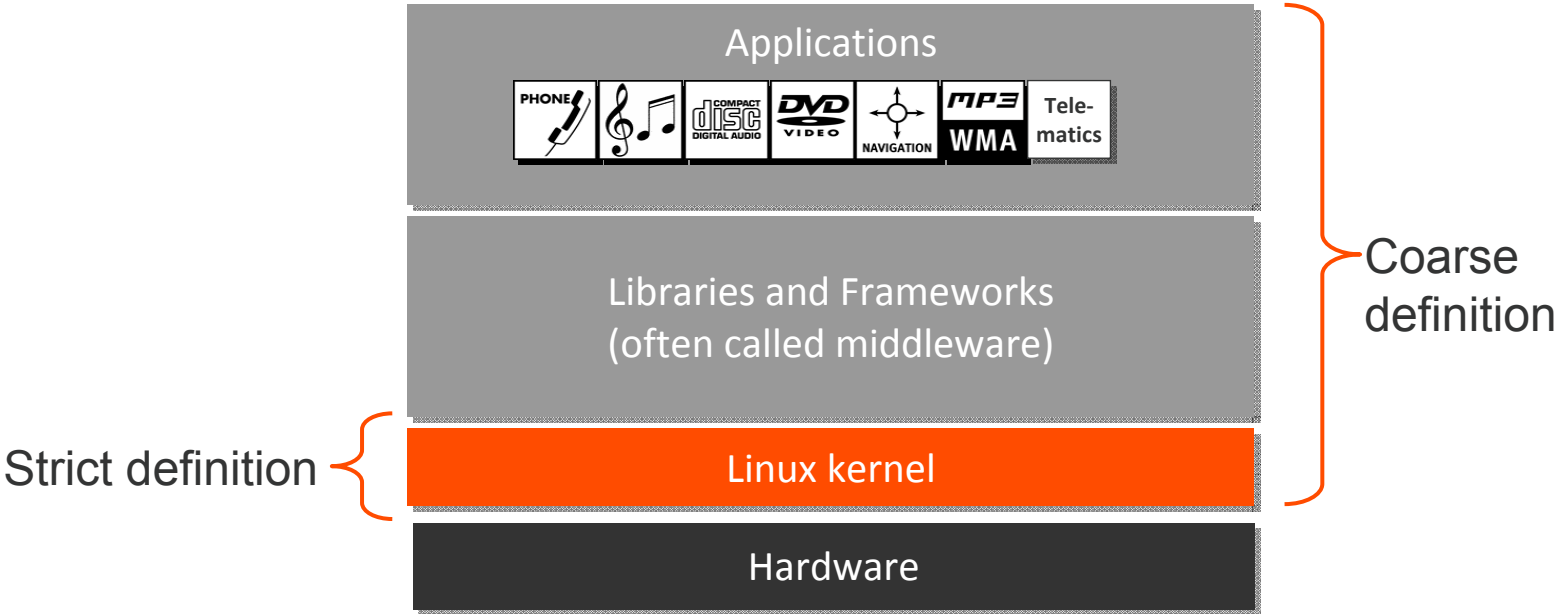 Applications
PHONE
COMPACT
disc
DIGITAL AUDIO
DVD
VIDEO
NAVIGATION
MP3
WMA
Tele-
matics
Libraries and Frameworks
(often called middleware)
Coarse
definition
Strict definition
Linux kernel
Hardware